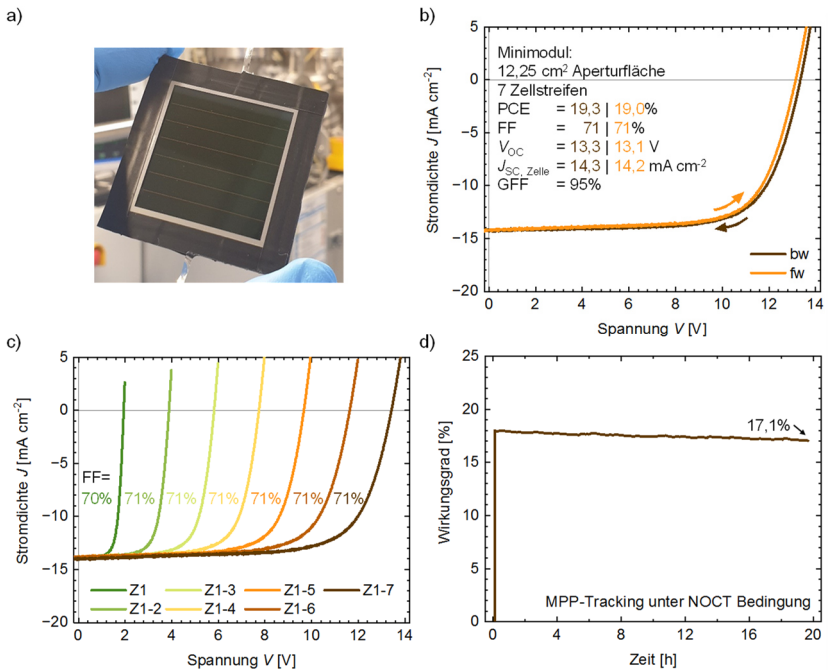 a)
b)
5
0
−5
−10
−15
−20
Stromdichte J [mA cm⁻²]
Minimodul:
12,25 cm² Aperturfläche
7 Zellstreifen
PCE = 19,3 | 19,0%
FF = 71 | 71%
VOC = 13,3 | 13,1 V
JSC, Zelle = 14,3 | 14,2 mA cm⁻²
GFF = 95%
bw
fw
0 2 4 6 8 10 12 14
Spannung V [V]
c)
5
0
−5
−10
−15
−20
Stromdichte J [mA cm⁻²]
FF=
70% 71% 71% 71% 71% 71% 71%
Z1 Z1-3 Z1-5 Z1-7
Z1-2 Z1-4 Z1-6
0 2 4 6 8 10 12 14
Spannung V [V]
d)
25
20
15
10
5
0
Wirkungsgrad [%]
17,1%
MPP-Tracking unter NOCT Bedingung
0 4 8 12 16 20
Zeit [h]